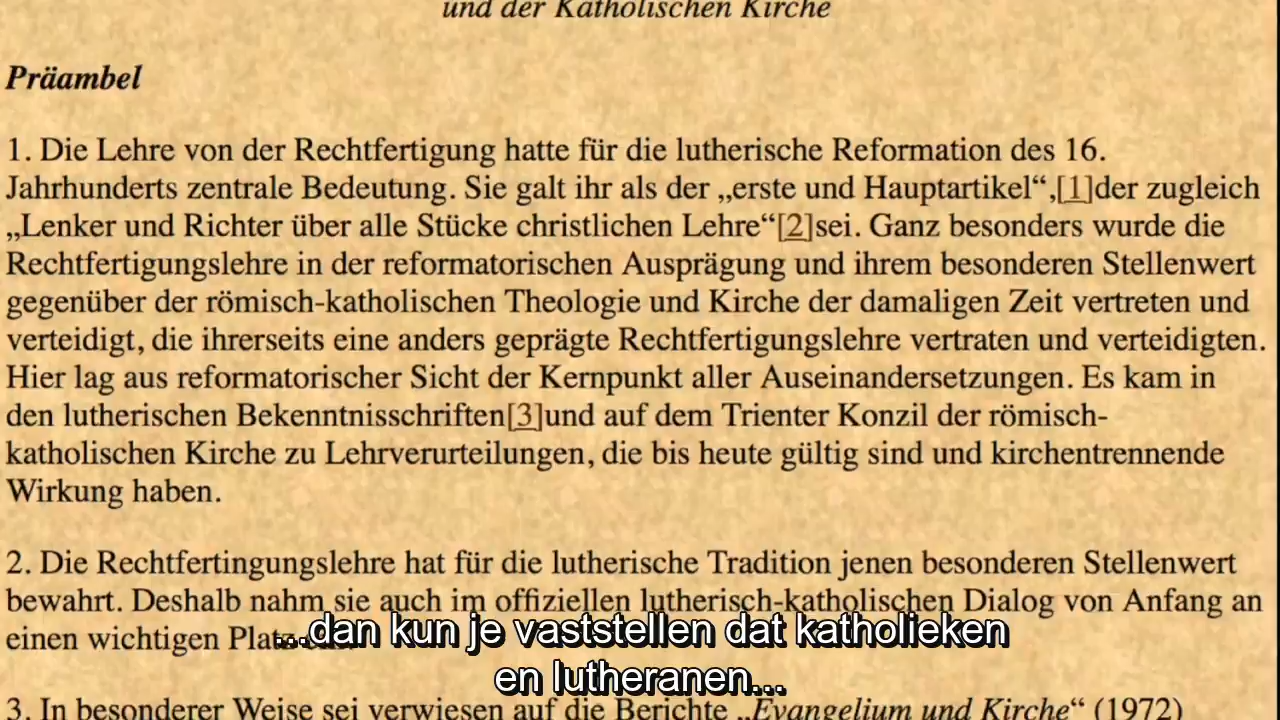 und der Katholischen Kirche
Präambel
1. Die Lehre von der Rechtfertigung hatte für die lutherische Reformation des 16.
Jahrhunderts zentrale Bedeutung. Sie galt ihr als der „erste und Hauptartikel“,[1]der zugleich
„Lenker und Richter über alle Stücke christlichen Lehre“[2]sei. Ganz besonders wurde die
Rechtfertigungslehre in der reformatorischen Ausprägung und ihrem besonderen Stellenwert
gegenüber der römisch-katholischen Theologie und Kirche der damaligen Zeit vertreten und
verteidigt, die ihrerseits eine anders geprägte Rechtfertigungslehre vertraten und verteidigten.
Hier lag aus reformatorischer Sicht der Kernpunkt aller Auseinandersetzungen. Es kam in
den lutherischen Bekenntnisschriften[3]und auf dem Trienter Konzil der römisch-
katholischen Kirche zu Lehrverurteilungen, die bis heute gültig sind und kirchentrennende
Wirkung haben.
2. Die Rechtfertingungslehre hat für die lutherische Tradition jenen besonderen Stellenwert
bewahrt. Deshalb nahm sie auch im offiziellen lutherisch-katholischen Dialog von Anfang an
einen wichtigen Platz
...dan kun je vaststellen dat katholieken
en lutheranen...
3. In besonderer Weise sei verwiesen auf die Berichte „Evangelium und Kirche“ (1972)